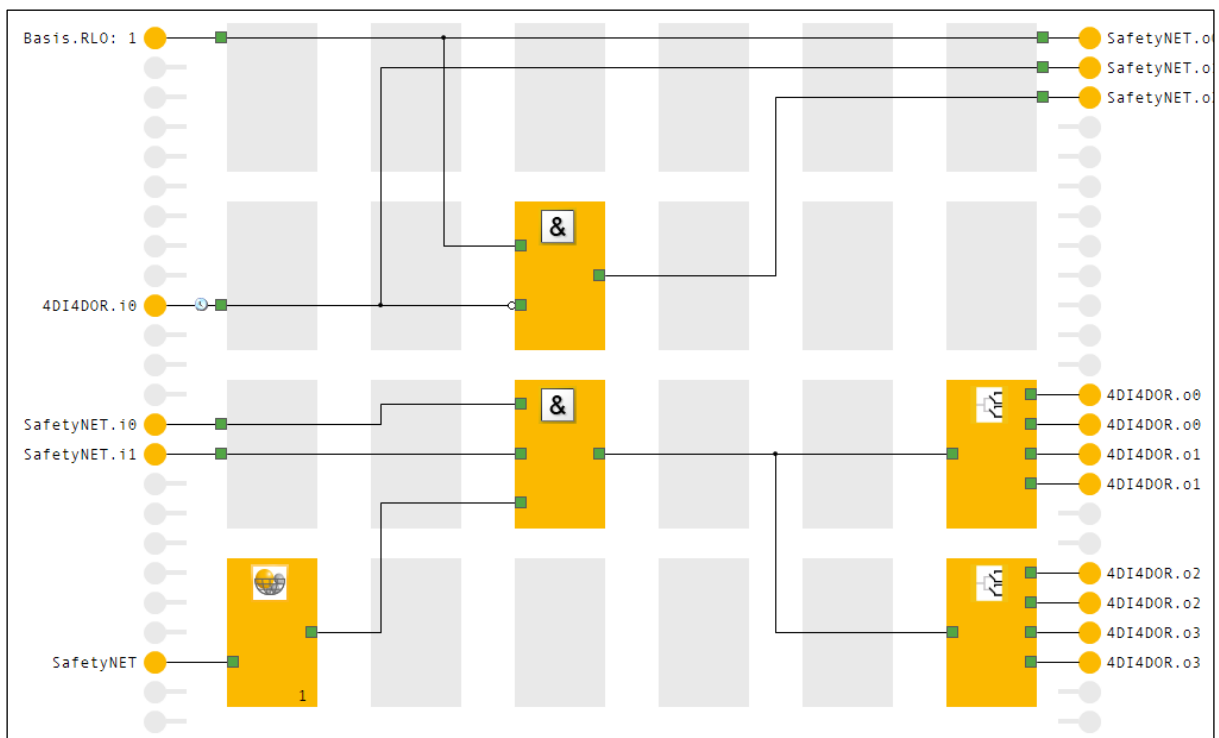 Basis.RLO: 1
SafetyNET.o
SafetyNET.o
SafetyNET.o
&
4DI4DOR.i0
&
4DI4DOR.o0
SafetyNET.i0
4DI4DOR.o0
SafetyNET.i1
4DI4DOR.o1
4DI4DOR.o1
4DI4DOR.o2
4DI4DOR.o2
4DI4DOR.o3
SafetyNET
4DI4DOR.o3
1